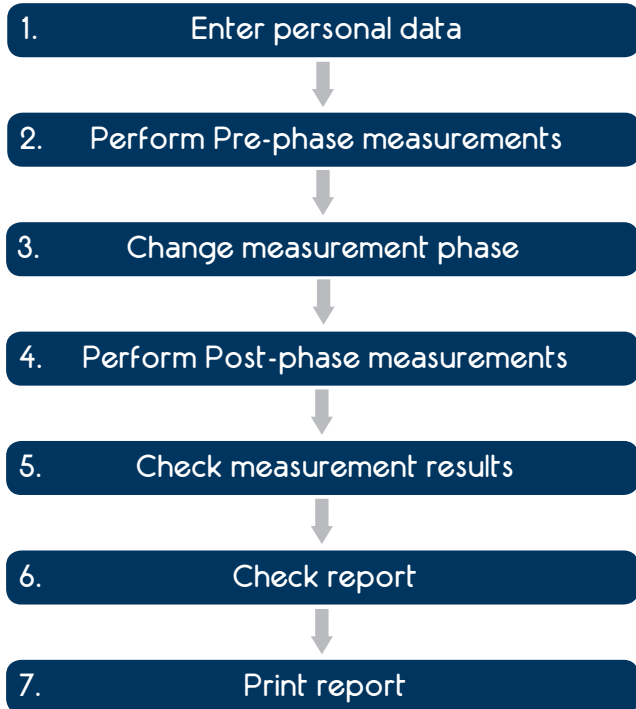 1. Enter personal data
2. Perform Pre-phase measurements
3. Change measurement phase
4. Perform Post-phase measurements
5. Check measurement results
6. Check report
7. Print report